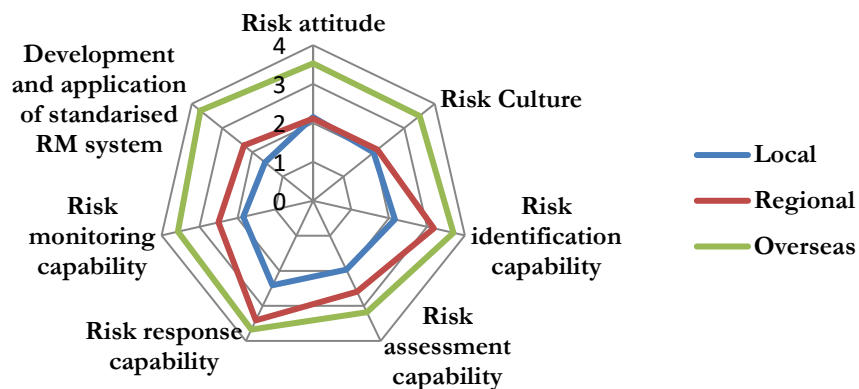 Risk attitude
Development
and application
of standarised
RM system
4
3
2
1
0
Risk Culture
Local
Regional
Overseas
Risk
monitoring
capability
Risk
identification
capability
Risk response
capability
Risk
assessment
capability